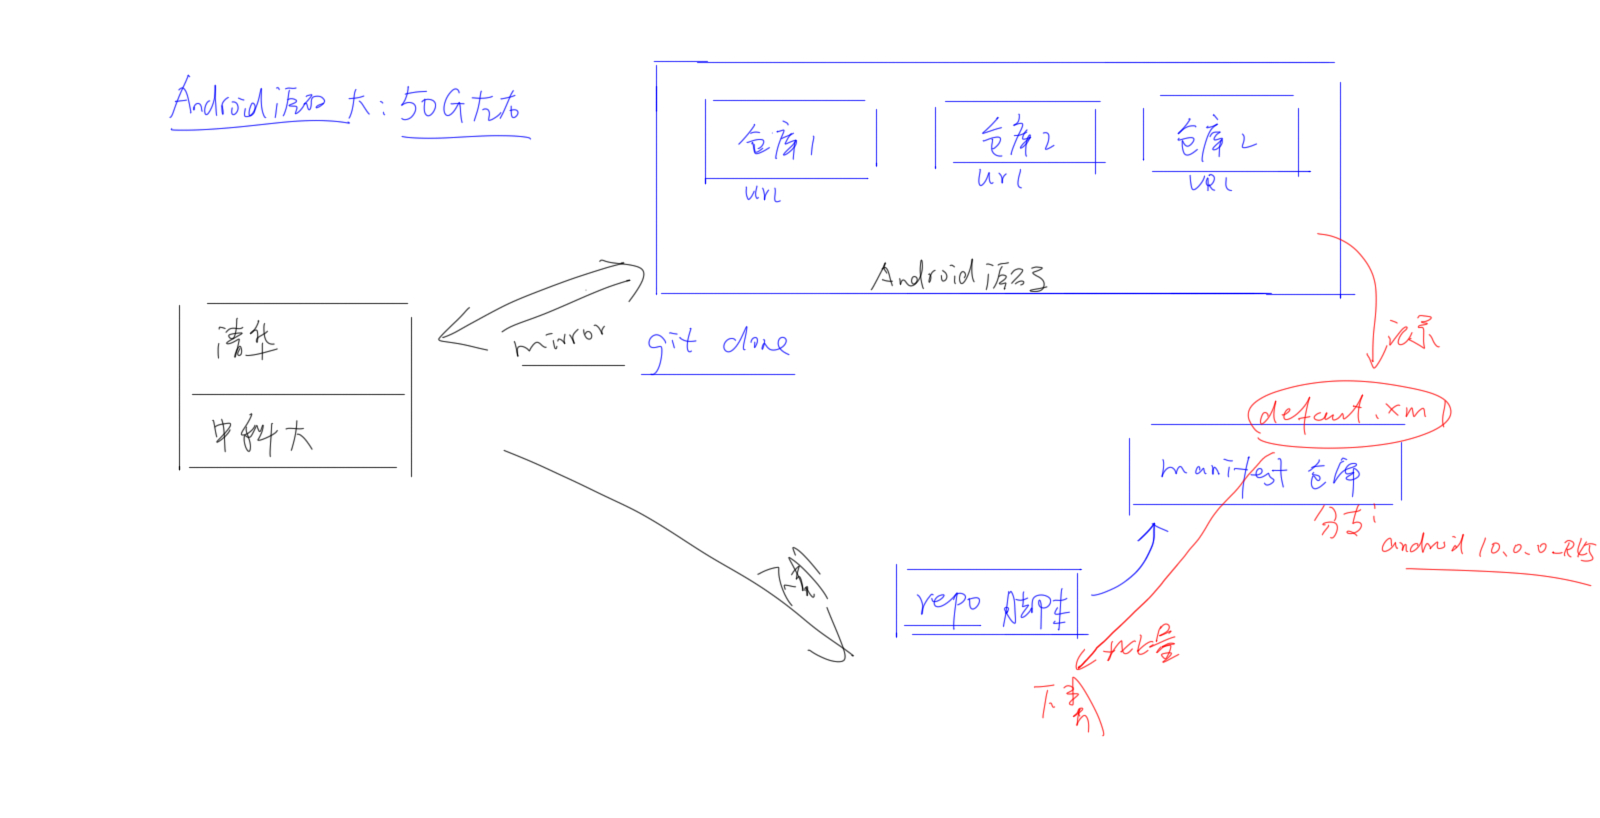 Android源码 大: 50G左右
仓库1
url
仓库2
url
仓库2
URL
Android源码
清华
中科大
mirror
git clone
记录
default.xml
manifest 仓库
分支:
android 10.0.0_R45
下载
repo 脚本
批量
下载